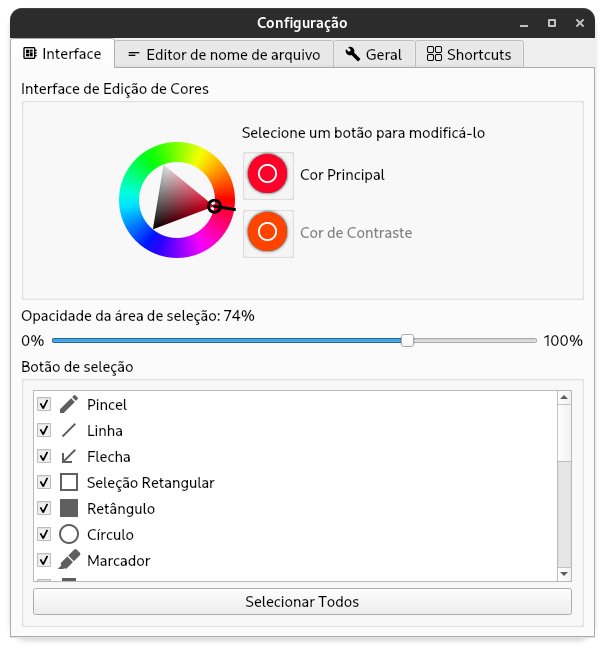 Configuração
Interface
Editor de nome de arquivo
Geral
Shortcuts
Interface de Edição de Cores
Selecione um botão para modificá-lo
Cor Principal
Cor de Contraste
Opacidade da área de seleção: 74%
0%
100%
Botão de seleção
Pincel
Linha
Flecha
Seleção Retangular
Retângulo
Círculo
Marcador
Selecionar Todos